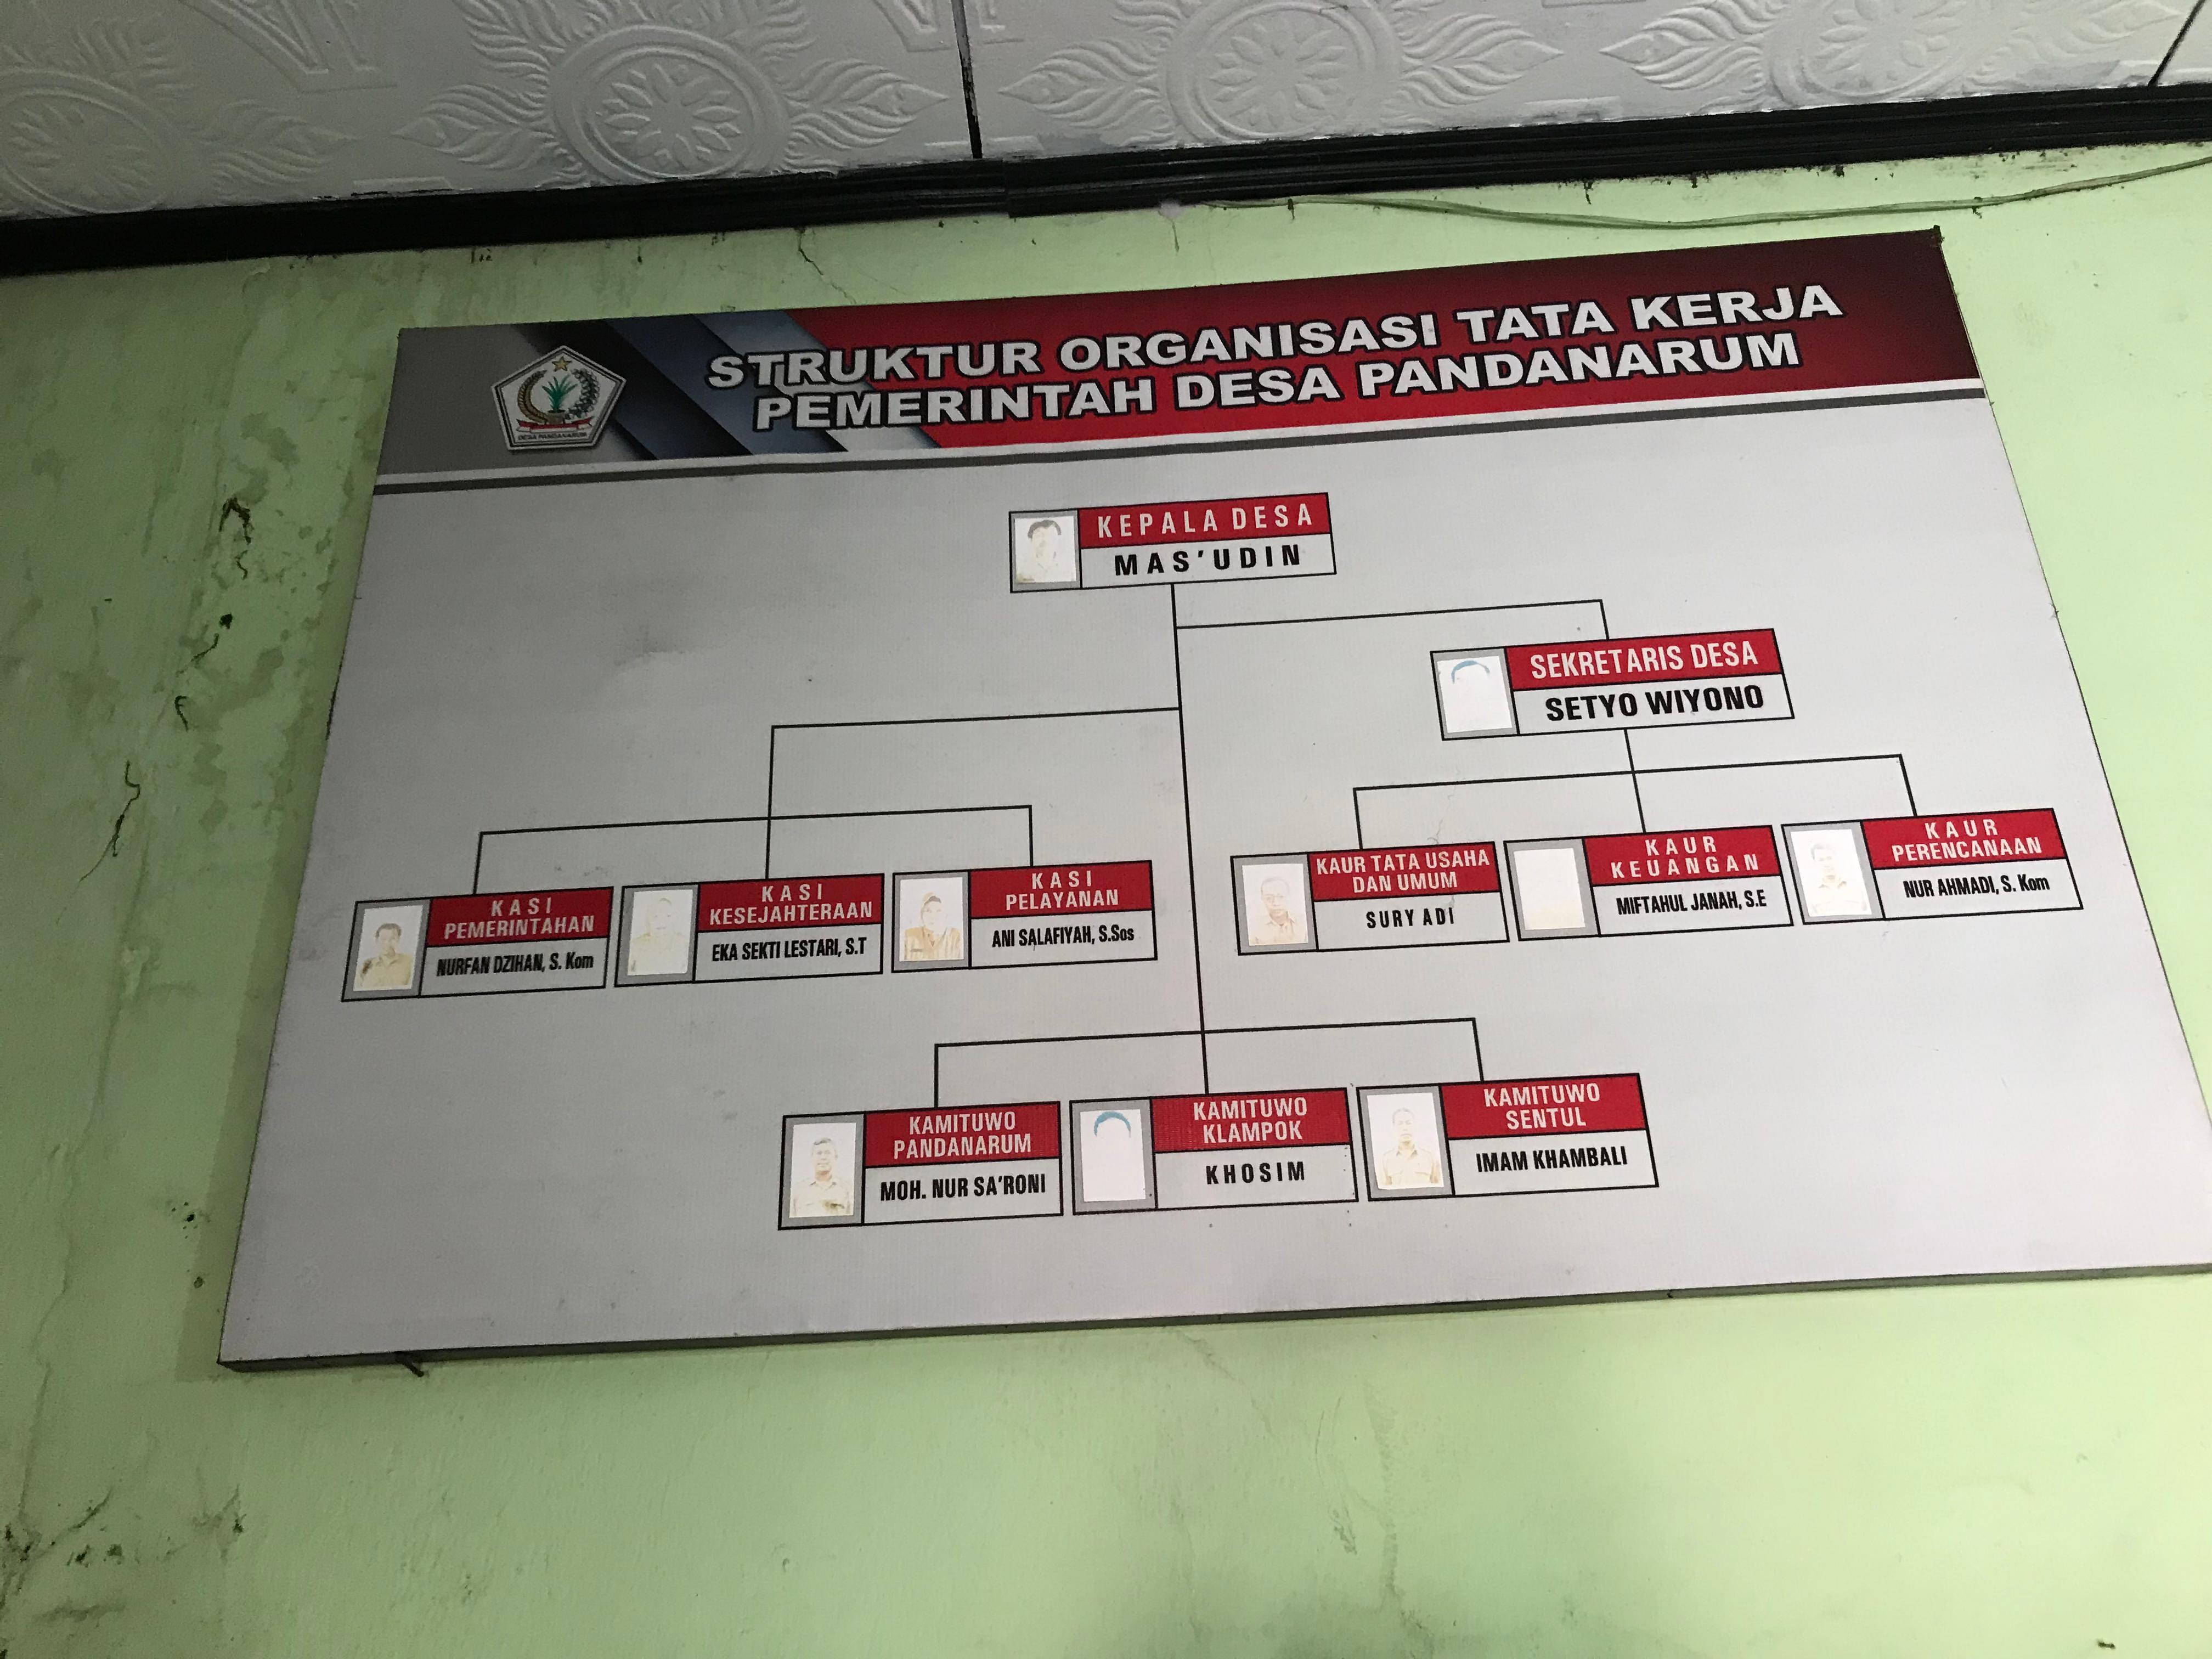 STRUKTUR ORGANISASI TATA KERJA
PEMERINTAH DESA PANDANARUM
DESA PANDANARUM
KEPALA DESA
MAS'UDIN
SEKRETARIS DESA
SETYO WIYONO
KASI
PEMERINTAHAN
NURFAN DZIHAN, S. Kom
KASI
KESEJAHTERAAN
EKA SEKTI LESTARI, S.T
KASI
PELAYANAN
ANI SALAFIYAH, S.Sos
KAUR TATA USAHA
DAN UMUM
SURYADI
KAUR
KEUANGAN
MIFTAHUL JANAH, S.E
KAUR
PERENCANAAN
NUR AHMADI, S. Kom
KAMITUWO
PANDANARUM
MOH. NUR SA'RONI
KAMITUWO
KLAMPOK
KHOSIM
KAMITUWO
SENTUL
IMAM KHAMBALI